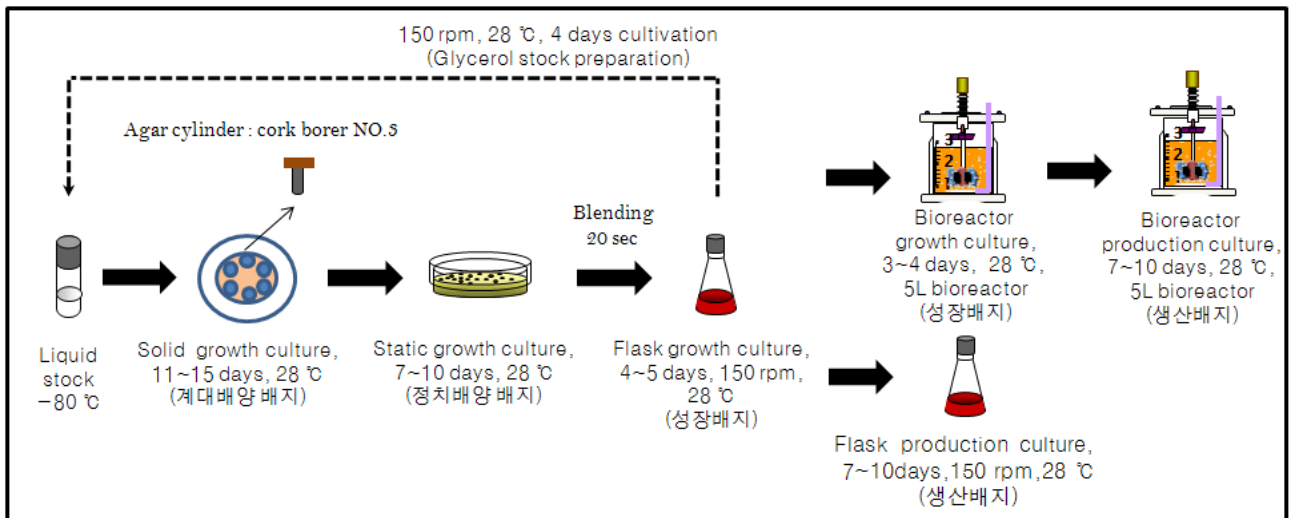 150 rpm, 28 ℃, 4 days cultivation
(Glycerol stock preparation)
Agar cylinder : cork borer NO.5
Blending
20 sec
Liquid
stock
-80 ℃
Solid growth culture,
11~15 days, 28 ℃
(계대배양 배지)
Static growth culture,
7~10 days, 28 ℃
(정치배양 배지)
Flask growth culture,
4~5 days, 150 rpm,
28 ℃
(성장배지)
3
2
1
Bioreactor
growth culture,
3~4 days, 28 ℃,
5L bioreactor
(성장배지)
3
2
1
Bioreactor
production culture,
7~10 days, 28 ℃,
5L bioreactor
(생산배지)
Flask production culture,
7~10days,150 rpm,28 ℃
(생산배지)